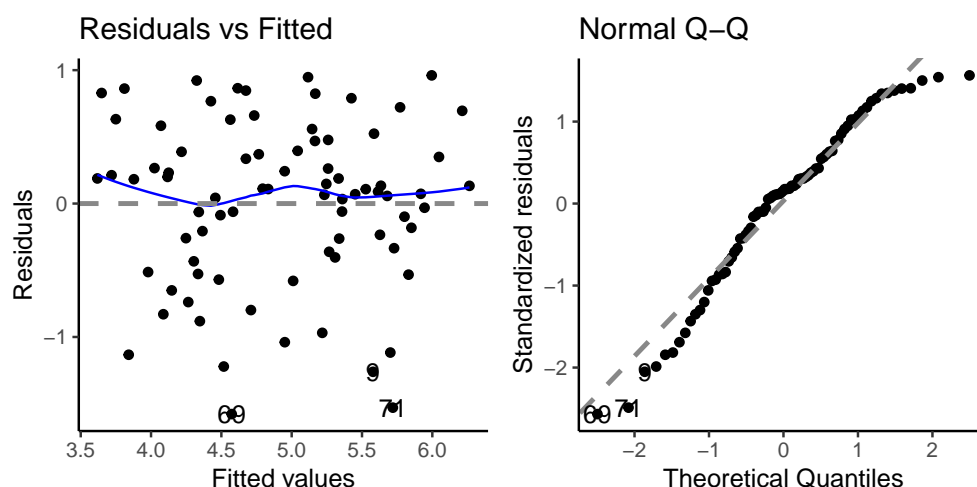 Residuals vs Fitted
Residuals
1
0
−1
9
69
71
3.5 4.0 4.5 5.0 5.5 6.0
Fitted values
Normal Q−Q
Standardized residuals
1
0
−1
−2
9
69 71
−2 −1 0 1 2
Theoretical Quantiles